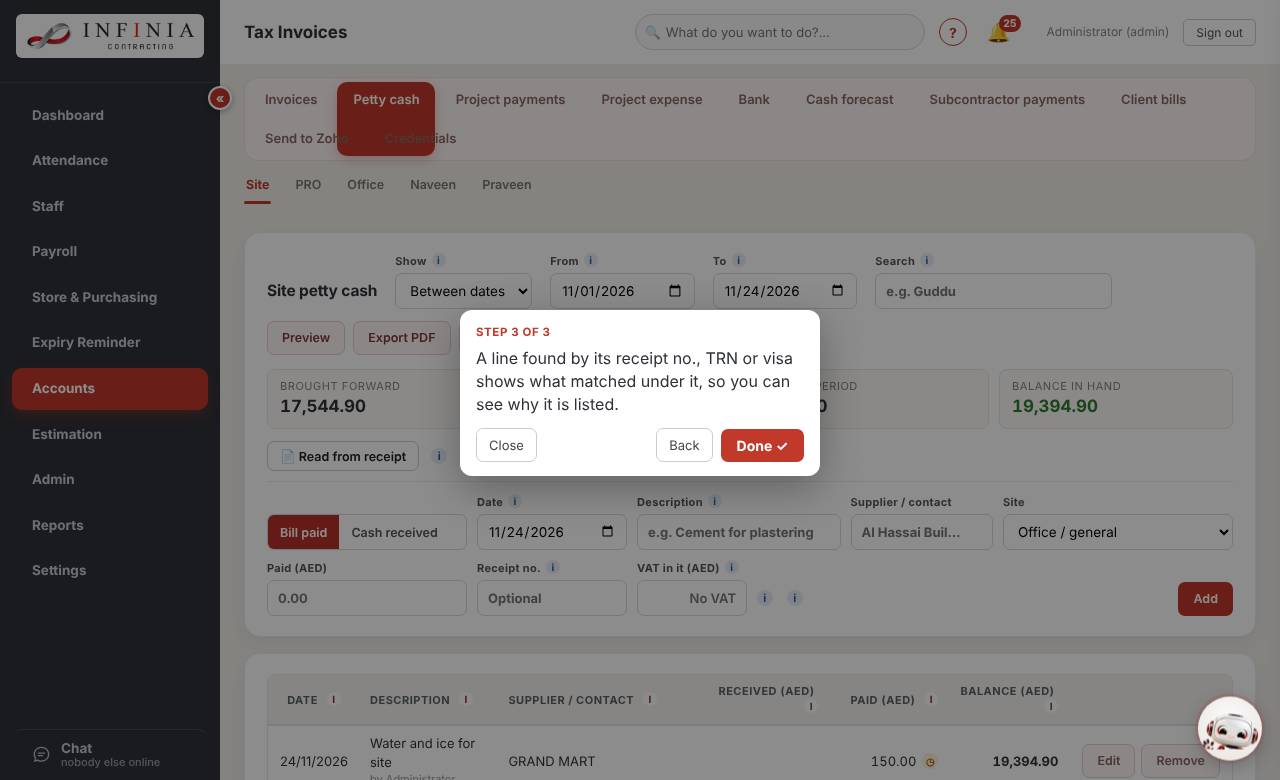 INFINIA
CONTRACTING
Tax Invoices
🔍 What do you want to do?...
?
25
Administrator (admin)
Sign out
«
Dashboard
Attendance
Staff
Payroll
Store & Purchasing
Expiry Reminder
Accounts
Estimation
Admin
Reports
Settings
Chat
nobody else online
Invoices Petty cash Project payments Project expense Bank Cash forecast Subcontractor payments Client bills
Send to Zoho Credentials
Site PRO Office Naveen Praveen
Show i From i To i Search i
Site petty cash Between dates 11/01/2026 11/24/2026 e.g. Guddu
Preview Export PDF
BROUGHT FORWARD PERIOD BALANCE IN HAND
17,544.90 0 19,394.90
STEP 3 OF 3
A line found by its receipt no., TRN or visa
shows what matched under it, so you can
see why it is listed.
Close Back Done ✓
Read from receipt i
Date i Description i Supplier / contact Site
Bill paid Cash received 11/24/2026 e.g. Cement for plastering Al Hassai Buil... Office / general
Paid (AED) Receipt no. i VAT in it (AED) i
0.00 Optional No VAT i i Add
DATE I DESCRIPTION I SUPPLIER / CONTACT I RECEIVED (AED) I PAID (AED) I BALANCE (AED) I
24/11/2026 Water and ice for site GRAND MART 150.00 19,394.90 Edit Remove
by Administrator